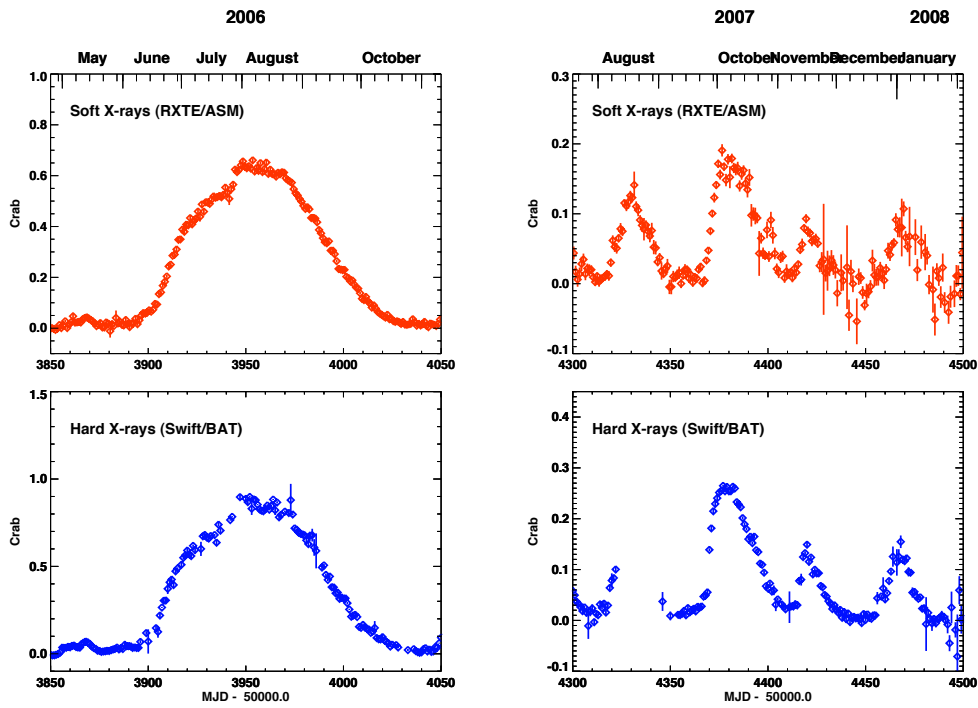 2006
2007
2008
May June July August October
August October November December January
1.0
0.8
0.6
0.4
0.2
0.0
Crab
Soft X-rays (RXTE/ASM)
3850 3900 3950 4000 4050
0.3
0.2
0.1
0.0
-0.1
Crab
Soft X-rays (RXTE/ASM)
4300 4350 4400 4450 4500
1.5
1.0
0.5
0.0
Crab
Hard X-rays (Swift/BAT)
3850 3900 3950 4000 4050
MJD - 50000.0
0.4
0.3
0.2
0.1
0.0
-0.1
Crab
Hard X-rays (Swift/BAT)
4300 4350 4400 4450 4500
MJD - 50000.0